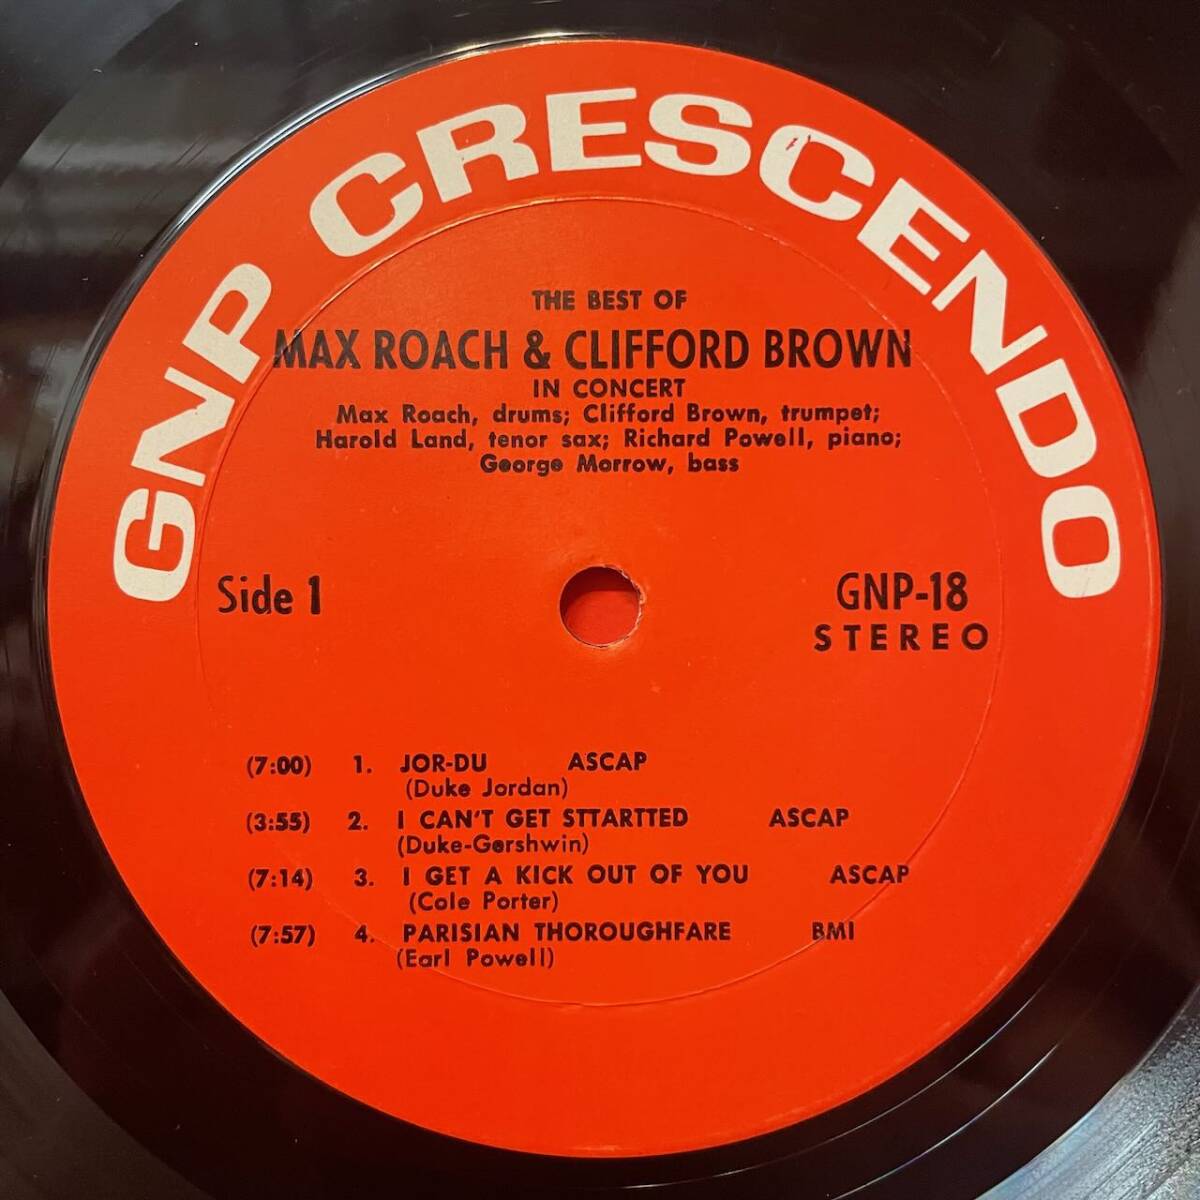 GNP CRESCENDO
THE BEST OF
MAX ROACH & CLIFFORD BROWN
IN CONCERT
Max Roach, drums; Clifford Brown, trumpet;
Harold Land, tenor sax; Richard Powell, piano;
George Morrow, bass
Side 1
GNP-18
STEREO
(7:00) 1. JOR-DU ASCAP
(Duke Jordan)
(3:55) 2. I CAN'T GET STTARTTED ASCAP
(Duke-Gershwin)
(7:14) 3. I GET A KICK OUT OF YOU ASCAP
(Cole Porter)
(7:57) 4. PARISIAN THOROUGHFARE BMI
(Earl Powell)